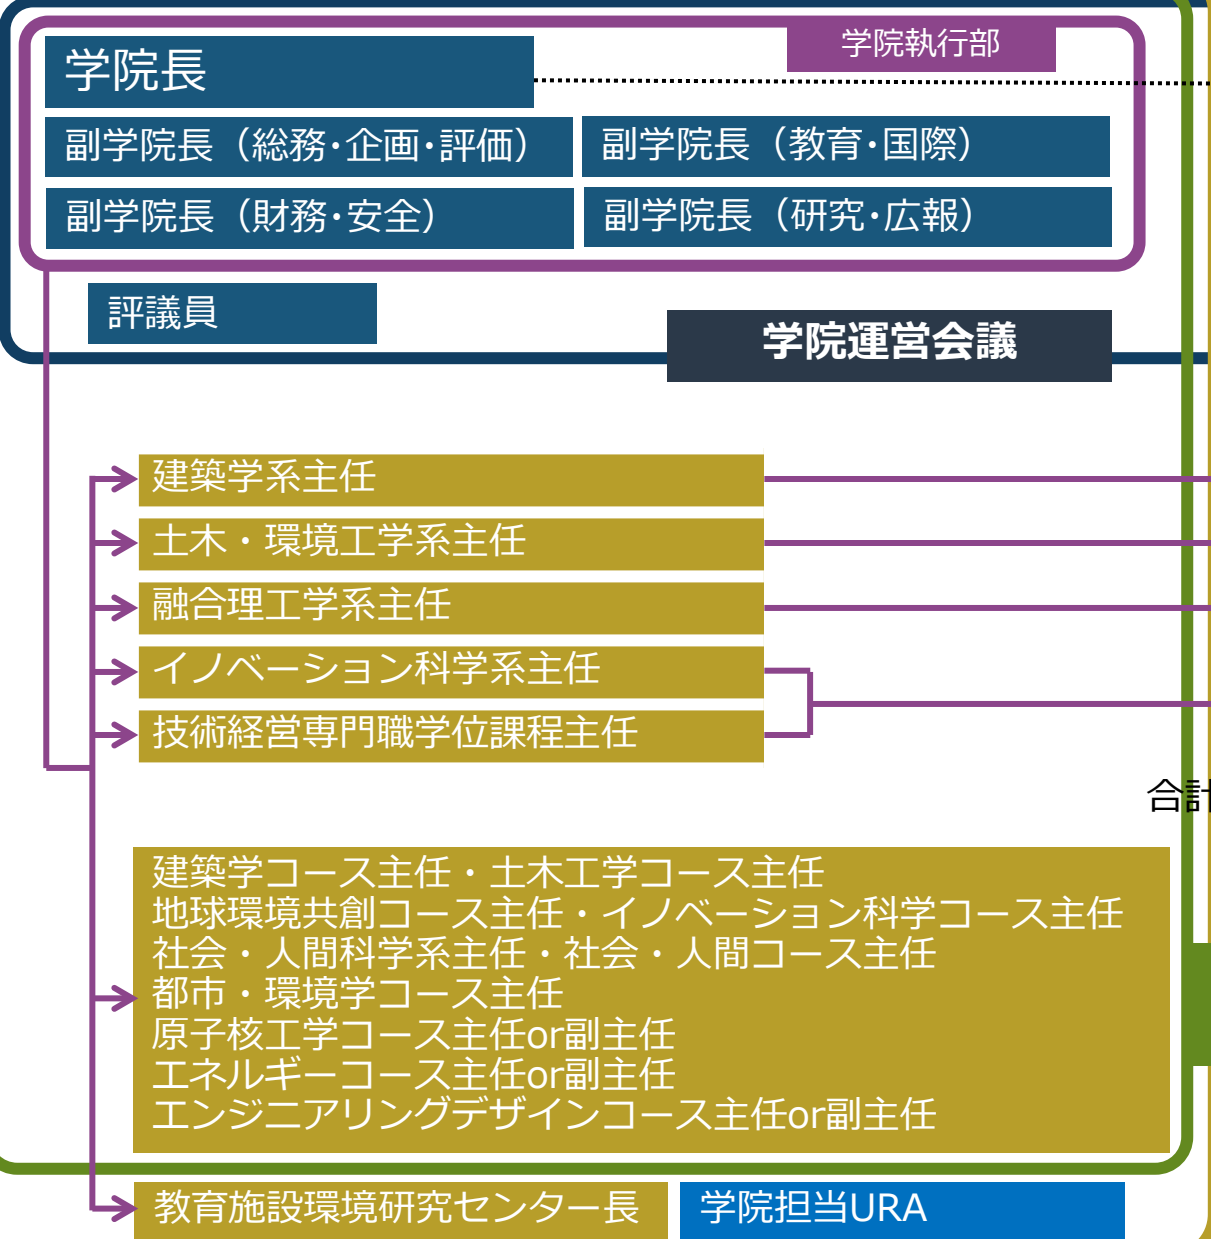 学院執行部
学院長
副学院長（総務･企画･評価）
副学院長（教育･国際）
副学院長（財務･安全）
副学院長（研究･広報）
評議員
学院運営会議
建築学系主任
土木・環境工学系主任
融合理工学系主任
イノベーション科学系主任
技術経営専門職学位課程主任
合計
建築学コース主任・土木工学コース主任
地球環境共創コース主任・イノベーション科学コース主任
社会・人間科学系主任・社会・人間コース主任
都市・環境学コース主任
原子核工学コース主任or副主任
エネルギーコース主任or副主任
エンジニアリングデザインコース主任or副主任
教育施設環境研究センター長
学院担当URA